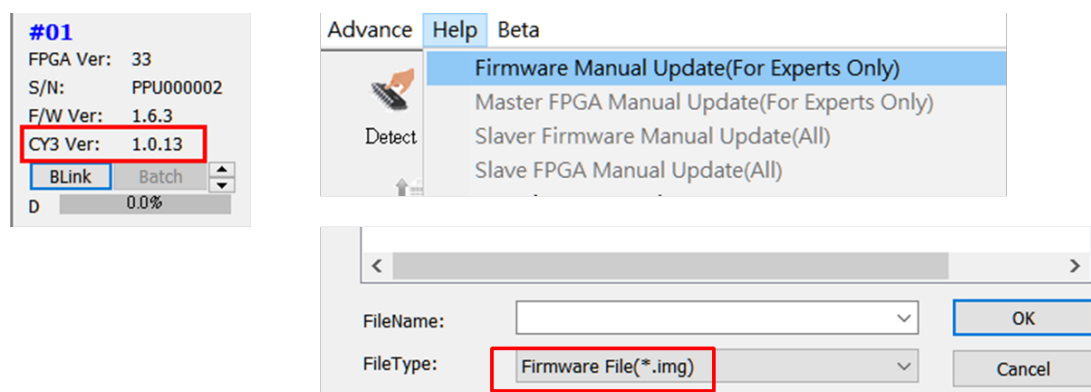 #01
FPGA Ver: 33
S/N: PPU000002
F/W Ver: 1.6.3
CY3 Ver: 1.0.13
BLink Batch
D 0.0%
Advance Help Beta
Firmware Manual Update(For Experts Only)
Master FPGA Manual Update(For Experts Only)
Detect Slaver Firmware Manual Update(All)
Slave FPGA Manual Update(All)
FileName: OK
FileType: Firmware File(*.img) Cancel